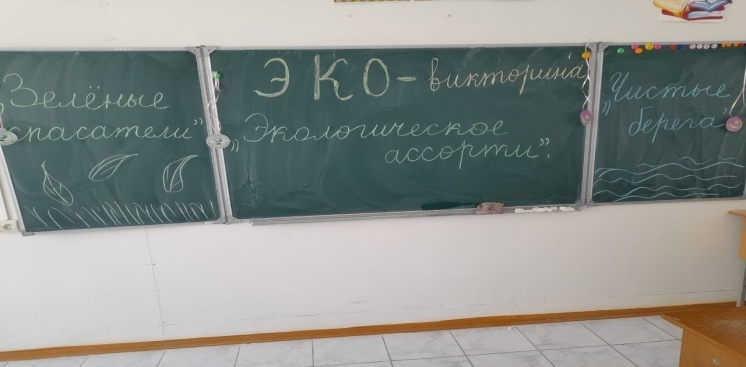 „Зелёные
спасатели”
ЭКО-викторина
„Экологическое
ассорти”.
„Чистые
берега”